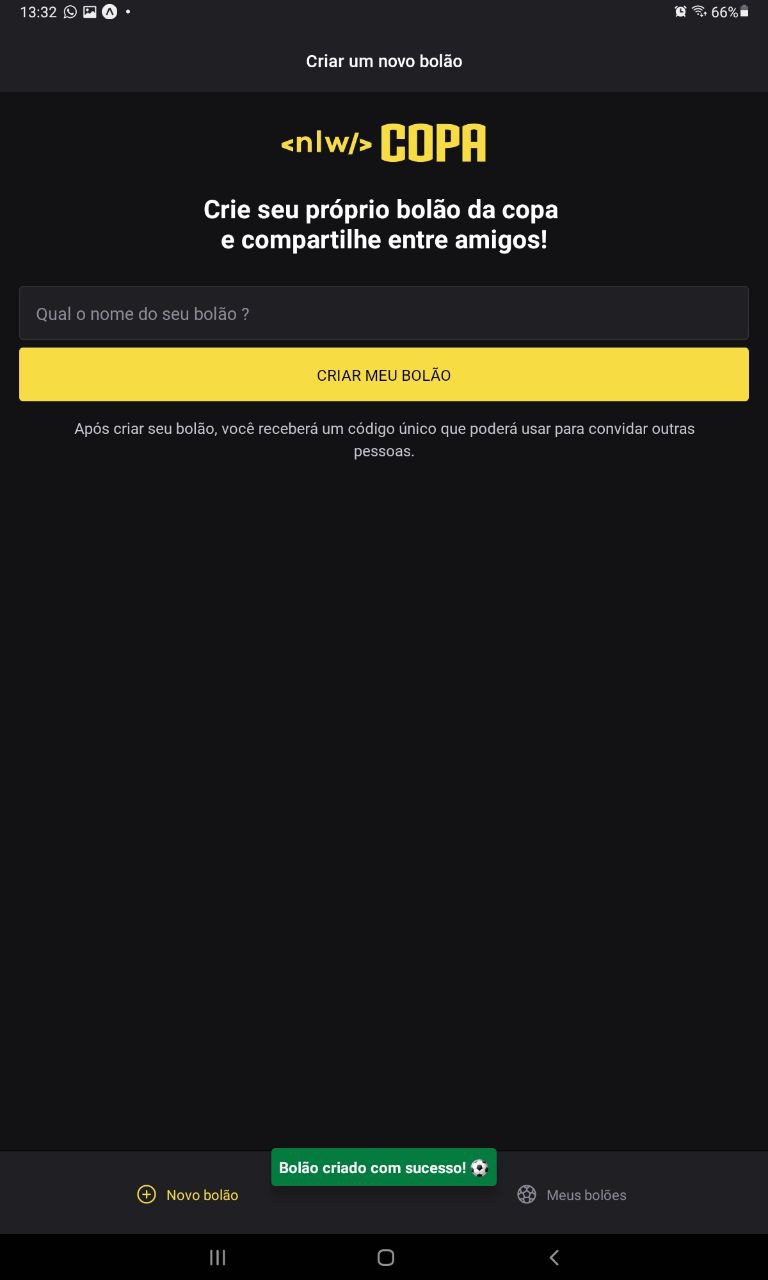 13:32
66%
Criar um novo bolão
<nlw/> COPA
Crie seu próprio bolão da copa
e compartilhe entre amigos!
Qual o nome do seu bolão ?
CRIAR MEU BOLÃO
Após criar seu bolão, você receberá um código único que poderá usar para convidar outras
pessoas.
Bolão criado com sucesso! ⚽
Novo bolão
Meus bolões